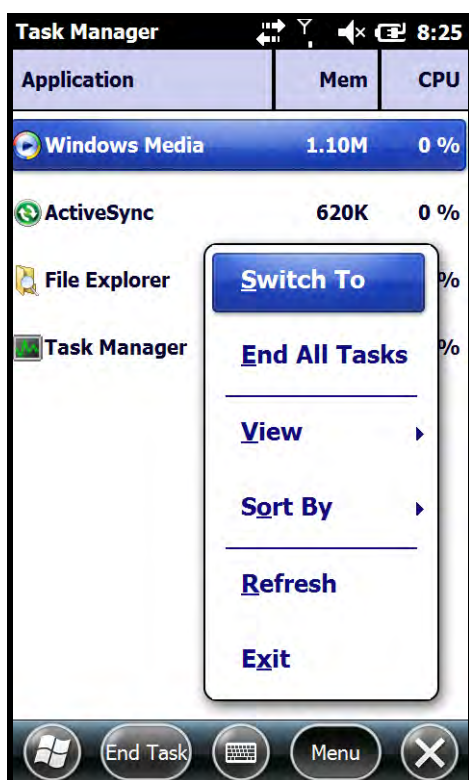 Task Manager 8:25
Application Mem CPU
Windows Media 1.10M 0 %
ActiveSync 620K 0 %
File Explorer %
Task Manager %
Switch To
End All Tasks
View
Sort By
Refresh
Exit
End Task Menu